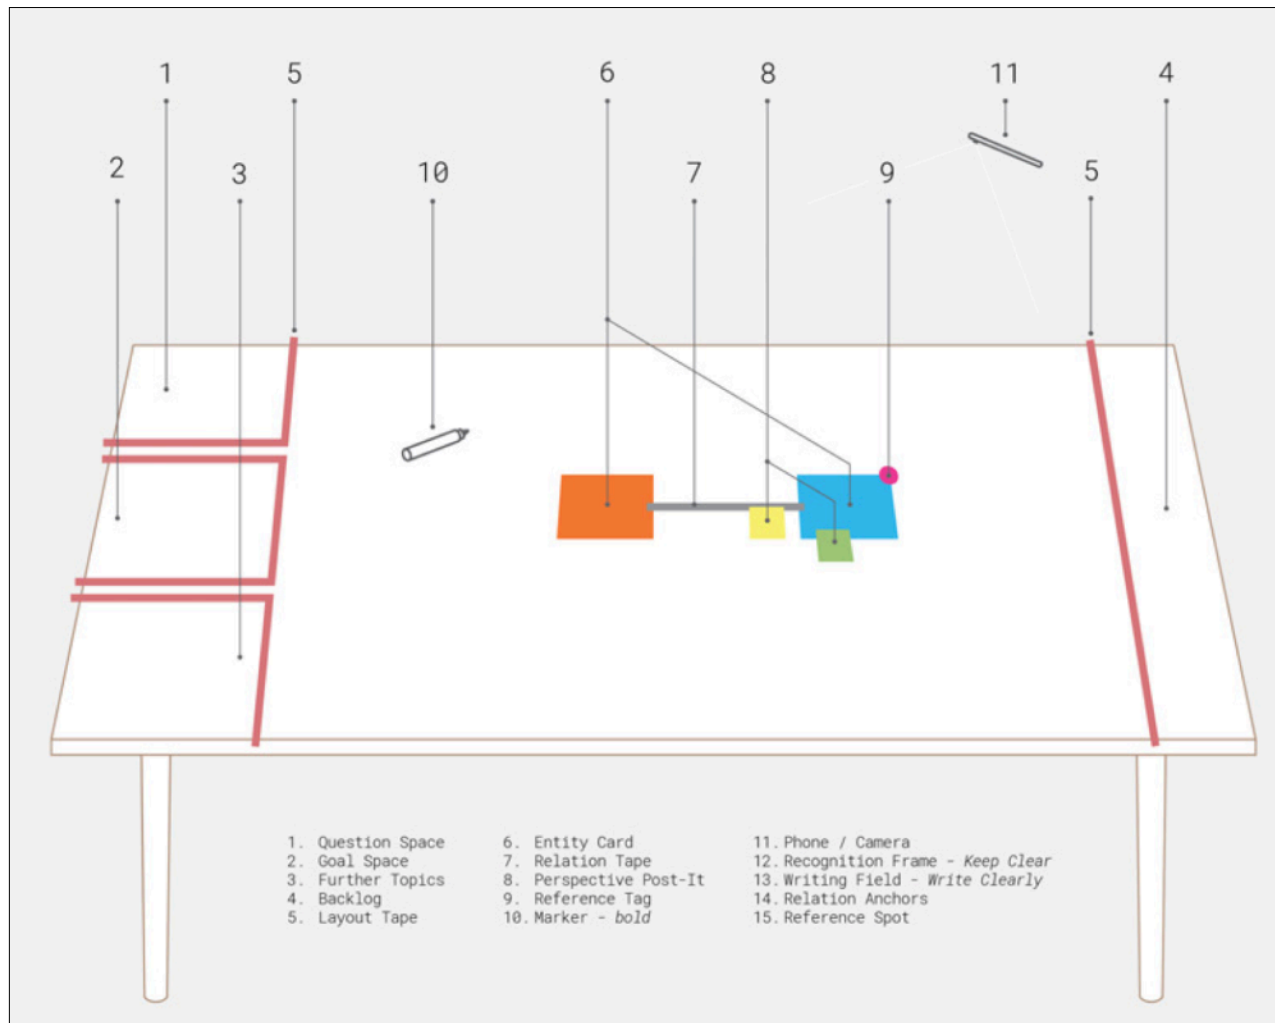 1
5
6
8
11
4
2
3
10
7
9
5
1. Question Space
2. Goal Space
3. Further Topics
4. Backlog
5. Layout Tape
6. Entity Card
7. Relation Tape
8. Perspective Post-It
9. Reference Tag
10. Marker - bold
11. Phone / Camera
12. Recognition Frame - Keep Clear
13. Writing Field - Write Clearly
14. Relation Anchors
15. Reference Spot